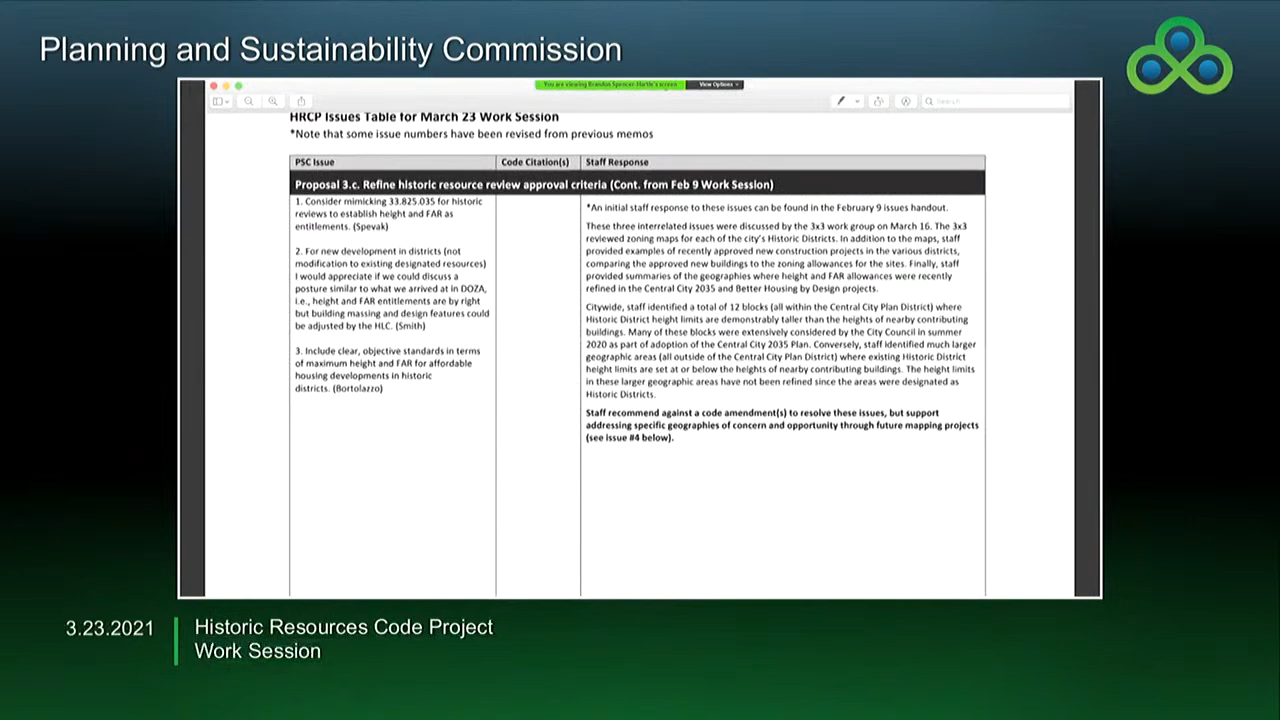 Planning and Sustainability Commission
You are viewing Brandon Spencer-Hartle's screen
View Options
Search
HRCP Issues Table for March 23 Work Session
*Note that some issue numbers have been revised from previous memos
PSC Issue
Code Citation(s)
Staff Response
Proposal 3.c. Refine historic resource review approval criteria (Cont. from Feb 9 Work Session)
1. Consider mimicking 33.825.035 for historic
reviews to establish height and FAR as
entitlements. (Spevak)
2. For new development in districts (not
modification to existing designated resources)
I would appreciate if we could discuss a
posture similar to what we arrived at in DOZA,
i.e., height and FAR entitlements are by right
but building massing and design features could
be adjusted by the HLC. (Smith)
3. Include clear, objective standards in terms
of maximum height and FAR for affordable
housing developments in historic
districts. (Bortolazzo)
*An initial staff response to these issues can be found in the February 9 issues handout.
These three interrelated issues were discussed by the 3x3 work group on March 16. The 3x3
reviewed zoning maps for each of the city's Historic Districts. In addition to the maps, staff
provided examples of recently approved new construction projects in the various districts,
comparing the approved new buildings to the zoning allowances for the sites. Finally, staff
provided summaries of the geographies where height and FAR allowances were recently
refined in the Central City 2035 and Better Housing by Design projects.
Citywide, staff identified a total of 12 blocks (all within the Central City Plan District) where
Historic District height limits are demonstrably taller than the heights of nearby contributing
buildings. Many of these blocks were extensively considered by the City Council in summer
2020 as part of adoption of the Central City 2035 Plan. Conversely, staff identified much larger
geographic areas (all outside of the Central City Plan District) where existing Historic District
height limits are set at or below the heights of nearby contributing buildings. The height limits
in these larger geographic areas have not been refined since the areas were designated as
Historic Districts.
Staff recommend against a code amendment(s) to resolve these issues, but support
addressing specific geographies of concern and opportunity through future mapping projects
(see issue #4 below).
3.23.2021
Historic Resources Code Project
Work Session